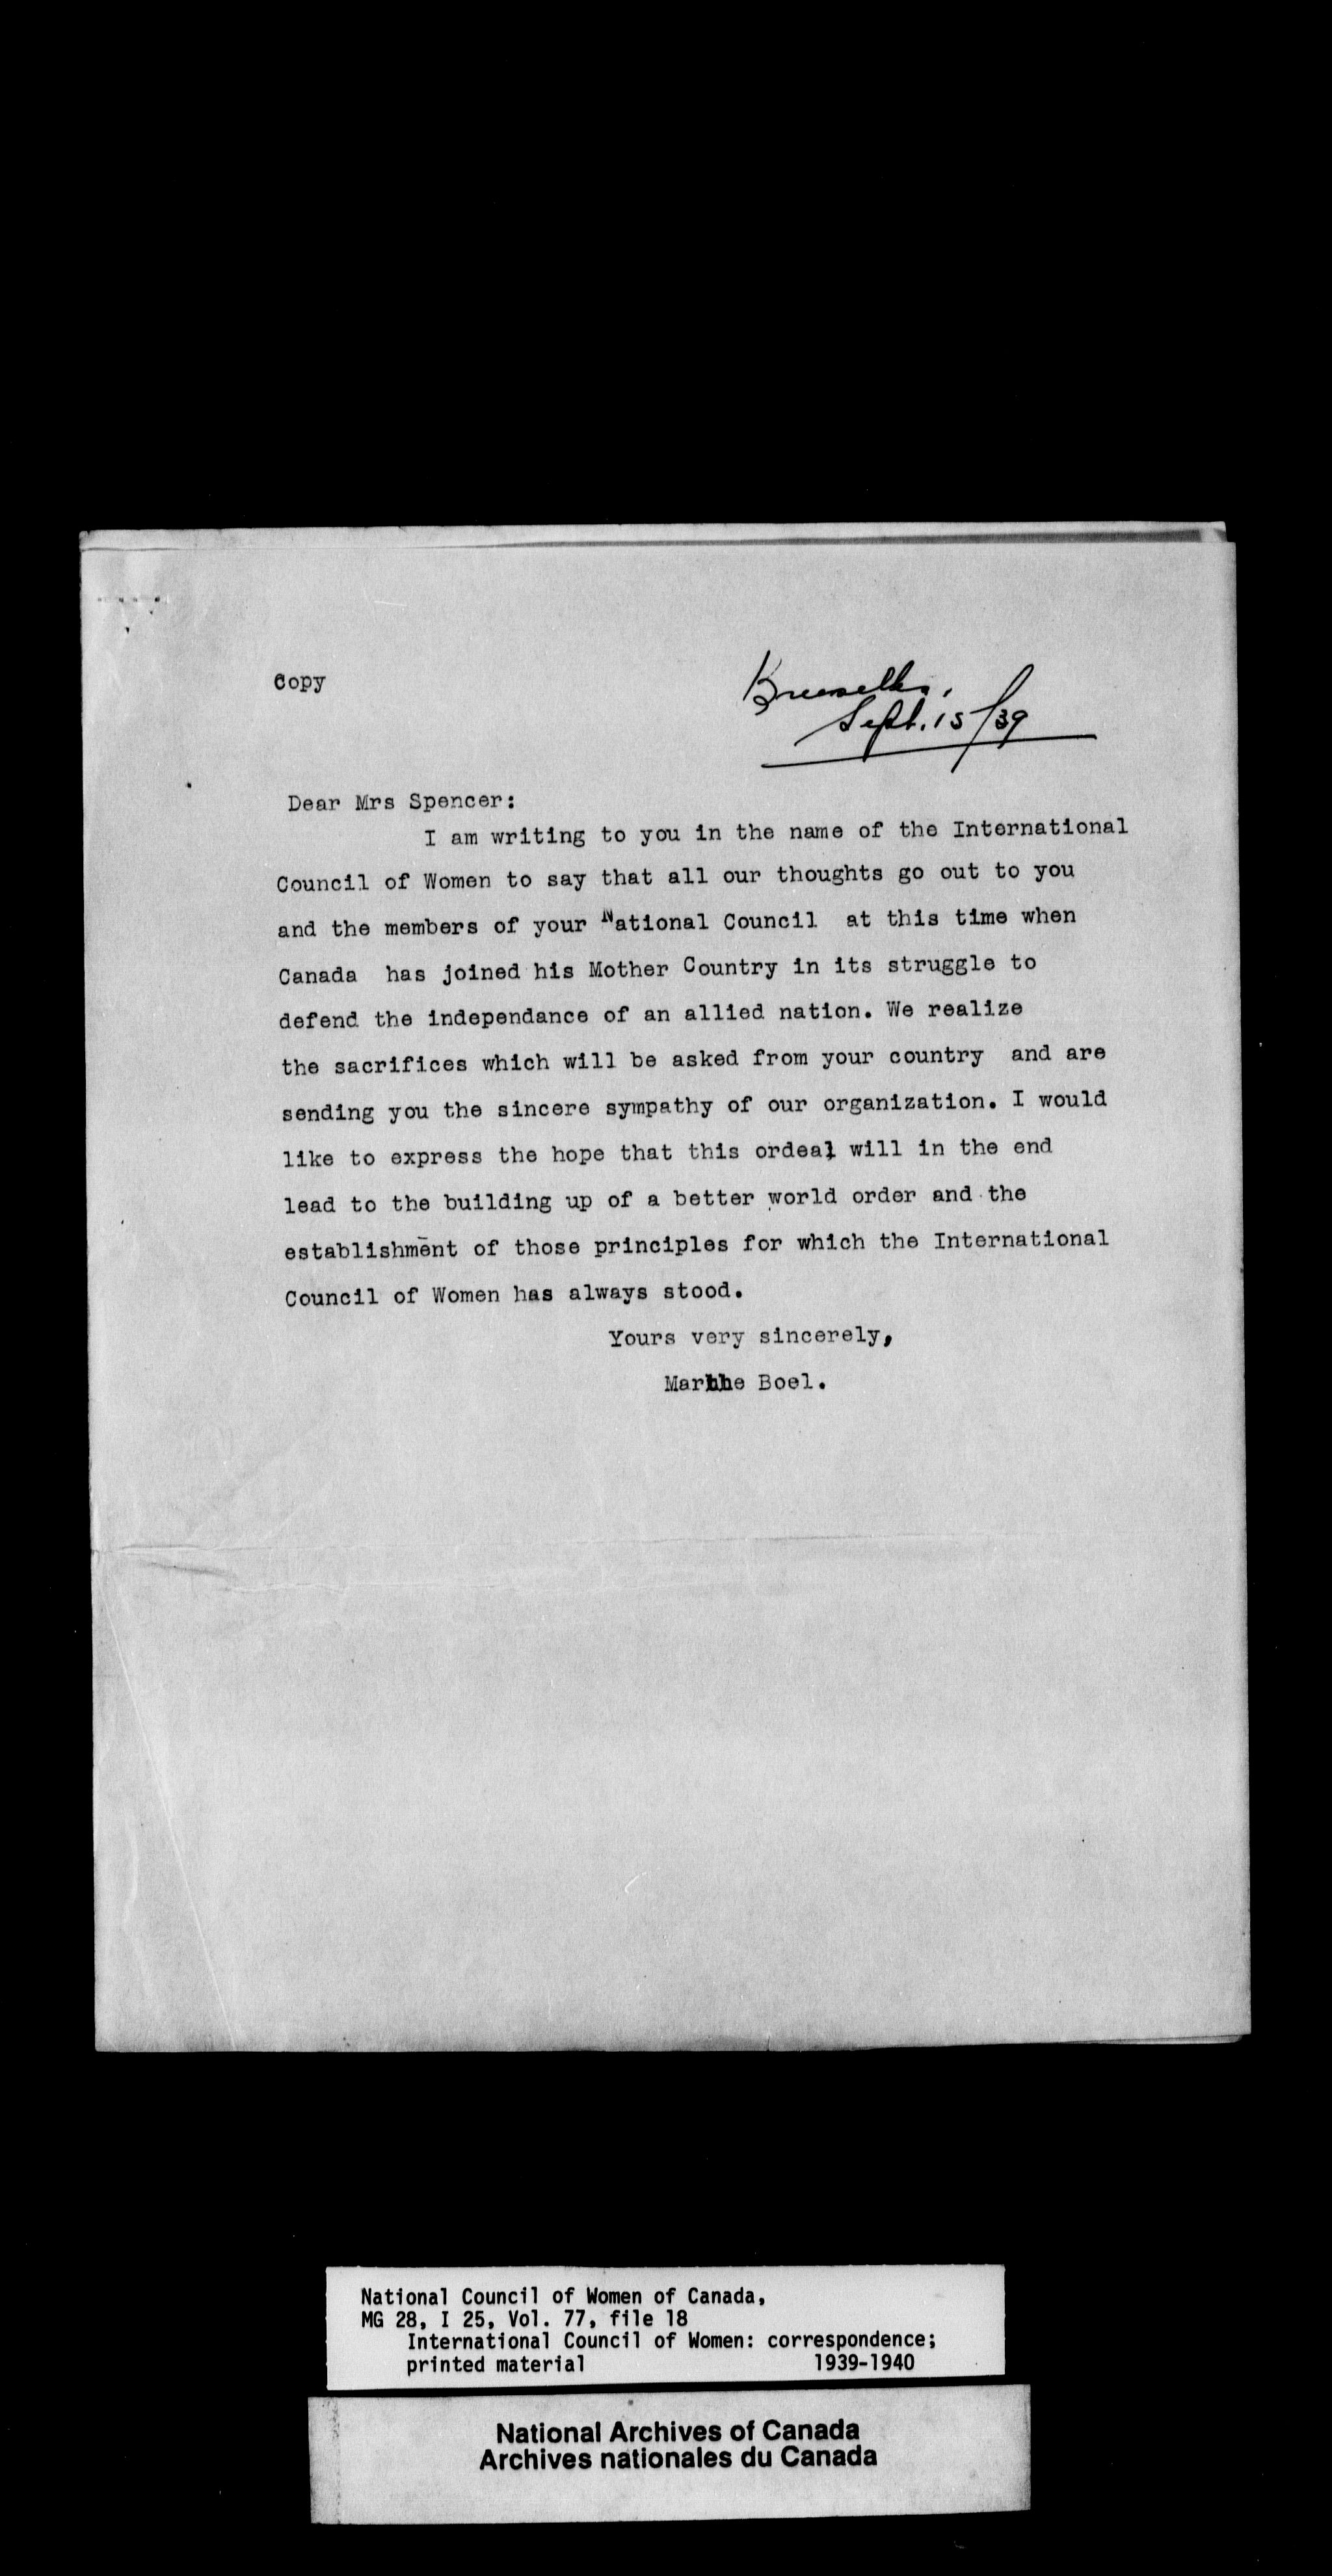 Copy
Bruxelles,
Sept. 15/39
Dear Mrs Spencer:
I am writing to you in the name of the International
Council of Women to say that all our thoughts go out to you
and the members of your National Council at this time when
Canada has joined his Mother Country in its struggle to
defend the independance of an allied nation. We realize
the sacrifices which will be asked from your country and are
sending you the sincere sympathy of our organization. I would
like to express the hope that this ordeal will in the end
lead to the building up of a better world order and the
establishment of those principles for which the International
Council of Women has always stood.
Yours very sincerely,
Marthe Boel.
National Council of Women of Canada,
MG 28, I 25, Vol. 77, file 18
International Council of Women: correspondence;
printed material 1939-1940
National Archives of Canada
Archives nationales du Canada